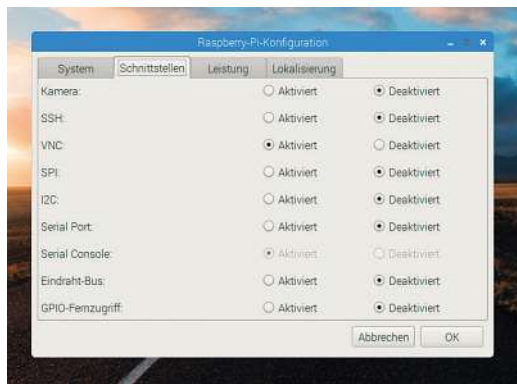 Raspberry-Pi-Konfiguration
System Schnittstellen Leistung Lokalisierung
Kamera: Aktiviert Deaktiviert
SSH: Aktiviert Deaktiviert
VNC: Aktiviert Deaktiviert
SPI: Aktiviert Deaktiviert
I2C: Aktiviert Deaktiviert
Serial Port: Aktiviert Deaktiviert
Serial Console: Aktiviert Deaktiviert
Eindraht-Bus: Aktiviert Deaktiviert
GPIO-Fernzugriff: Aktiviert Deaktiviert
Abbrechen OK